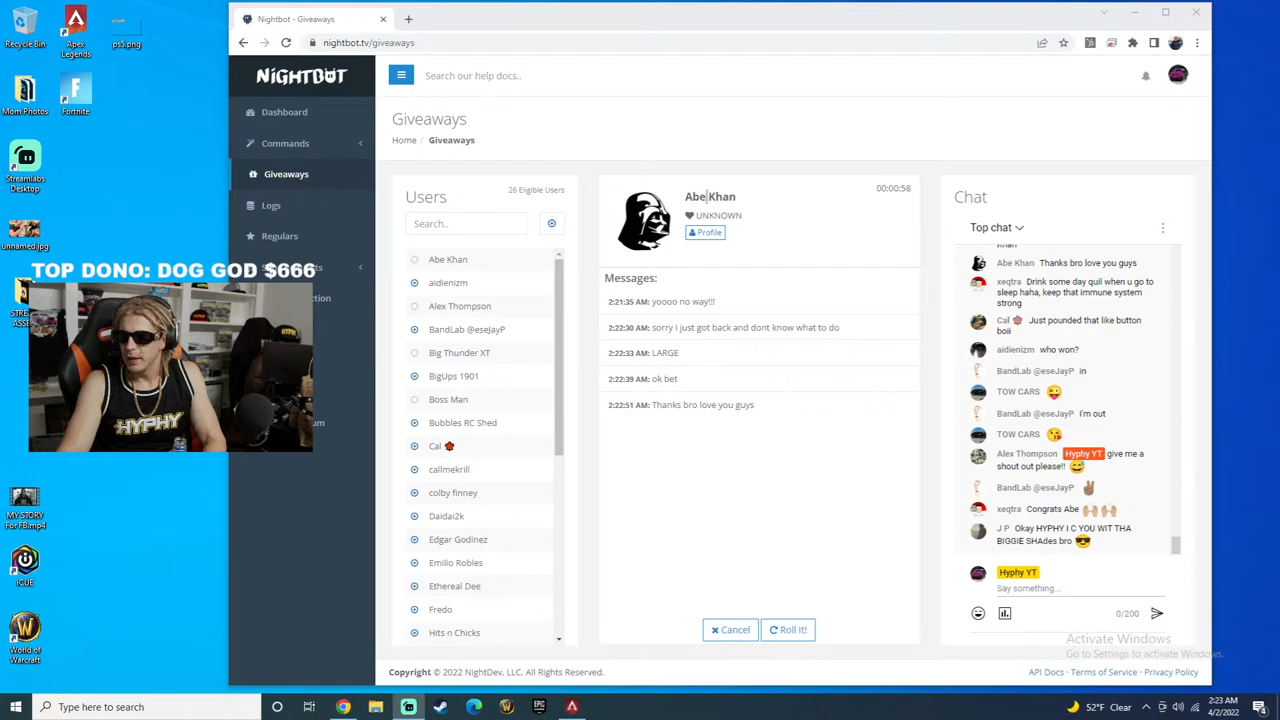 Recycle Bin
Apex
Legends
ps5.png
Mom Photos
Fortnite
Streamlabs
Desktop
unnamed.jpg
TOP DONO: DOG GOD $666
HYPHY
MY STORY
For FB.mp4
iCUE
World of
Warcraft
Nightbot - Giveaways
nightbot.tv/giveaways
NIGHTBOT
Search our help docs..
Dashboard
Commands
Giveaways
Logs
Regulars
Giveaways
Home / Giveaways
Users
26 Eligible Users
Search..
Abe Khan
aidienizm
Alex Thompson
BandLab @eseJayP
Big Thunder XT
BigUps 1901
Boss Man
Bubbles RC Shed
Cal
callmekrill
colby finney
Daidai2k
Edgar Godinez
Emilio Robles
Ethereal Dee
Fredo
Hits n Chicks
Abe Khan
00:00:58
UNKNOWN
Profile
Messages:
2:21:35 AM: yoooo no way!!!
2:22:30 AM: sorry I just got back and dont know what to do
2:22:33 AM: LARGE
2:22:39 AM: ok bet
2:22:51 AM: Thanks bro love you guys
Cancel
Roll It!
Chat
Top chat
Khan
Abe Khan Thanks bro love you guys
xeqtra Drink some day quil when u go to
sleep haha, keep that immune system
strong
Cal Just pounded that like button
boii
aidienizm who won?
BandLab @eseJayP in
TOW CARS 😜
BandLab @eseJayP I'm out
TOW CARS 😘
Alex Thompson Hyphy YT give me a
shout out please!! 😅
BandLab @eseJayP ✌🏽
xeqtra Congrats Abe 🙌🏼 🙌🏼
J.P Okay HYPHY I C YOU WIT THA
BIGGIE SHAdes bro 😎
Hyphy YT
Say something...
0/200
Activate Windows
Go to Settings to activate Windows.
Copyright © 2022 NightDev, LLC. All Rights Reserved.
API Docs - Terms of Service - Privacy Policy
Type here to search
52°F Clear
2:23 AM
4/2/2022